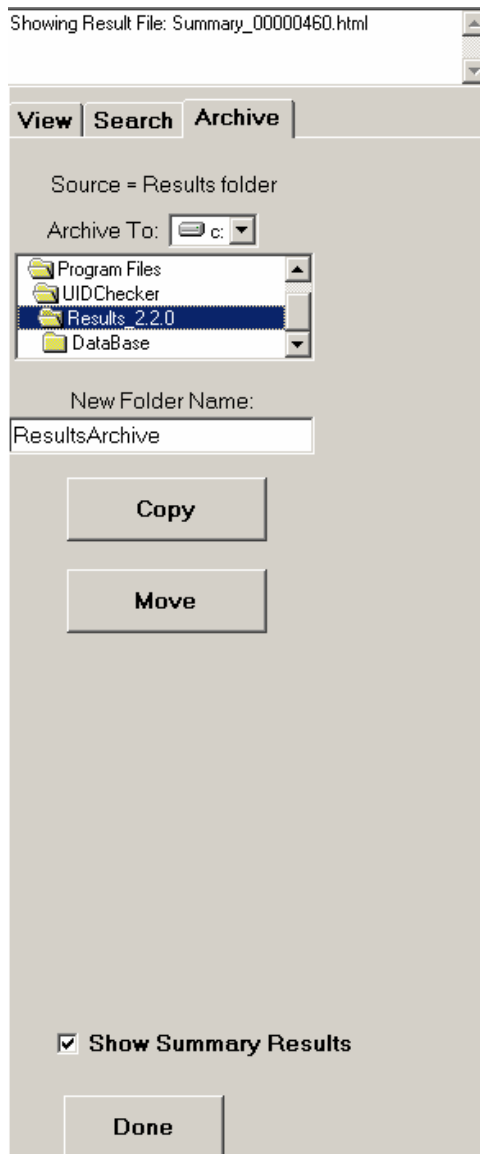 Showing Result File: Summary_00000460.html
View Search Archive
Source = Results folder
Archive To: c:
Program Files
UIDChecker
Results_2.2.0
DataBase
New Folder Name:
ResultsArchive
Copy
Move
Show Summary Results
Done